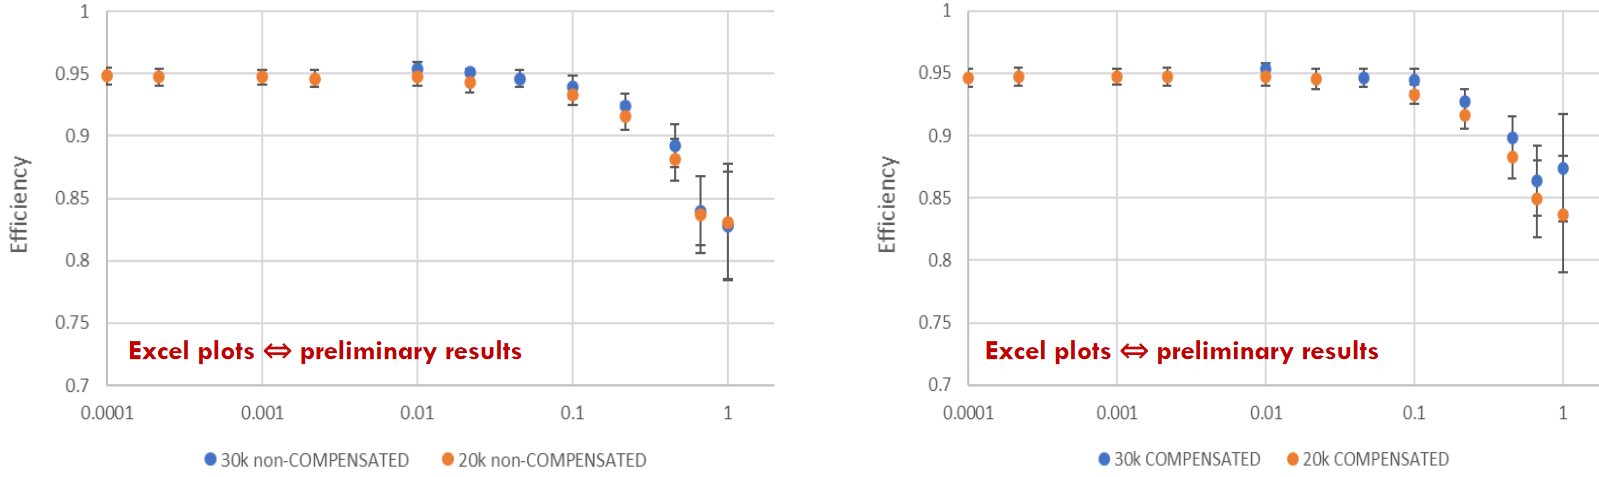 1
0.95
0.9
0.85
0.8
0.75
0.7
Efficiency
Excel plots ⇔ preliminary results
0.0001 0.001 0.01 0.1 1
30k non-COMPENSATED 20k non-COMPENSATED
1
0.95
0.9
0.85
0.8
0.75
0.7
Efficiency
Excel plots ⇔ preliminary results
0.0001 0.001 0.01 0.1 1
30k COMPENSATED 20k COMPENSATED